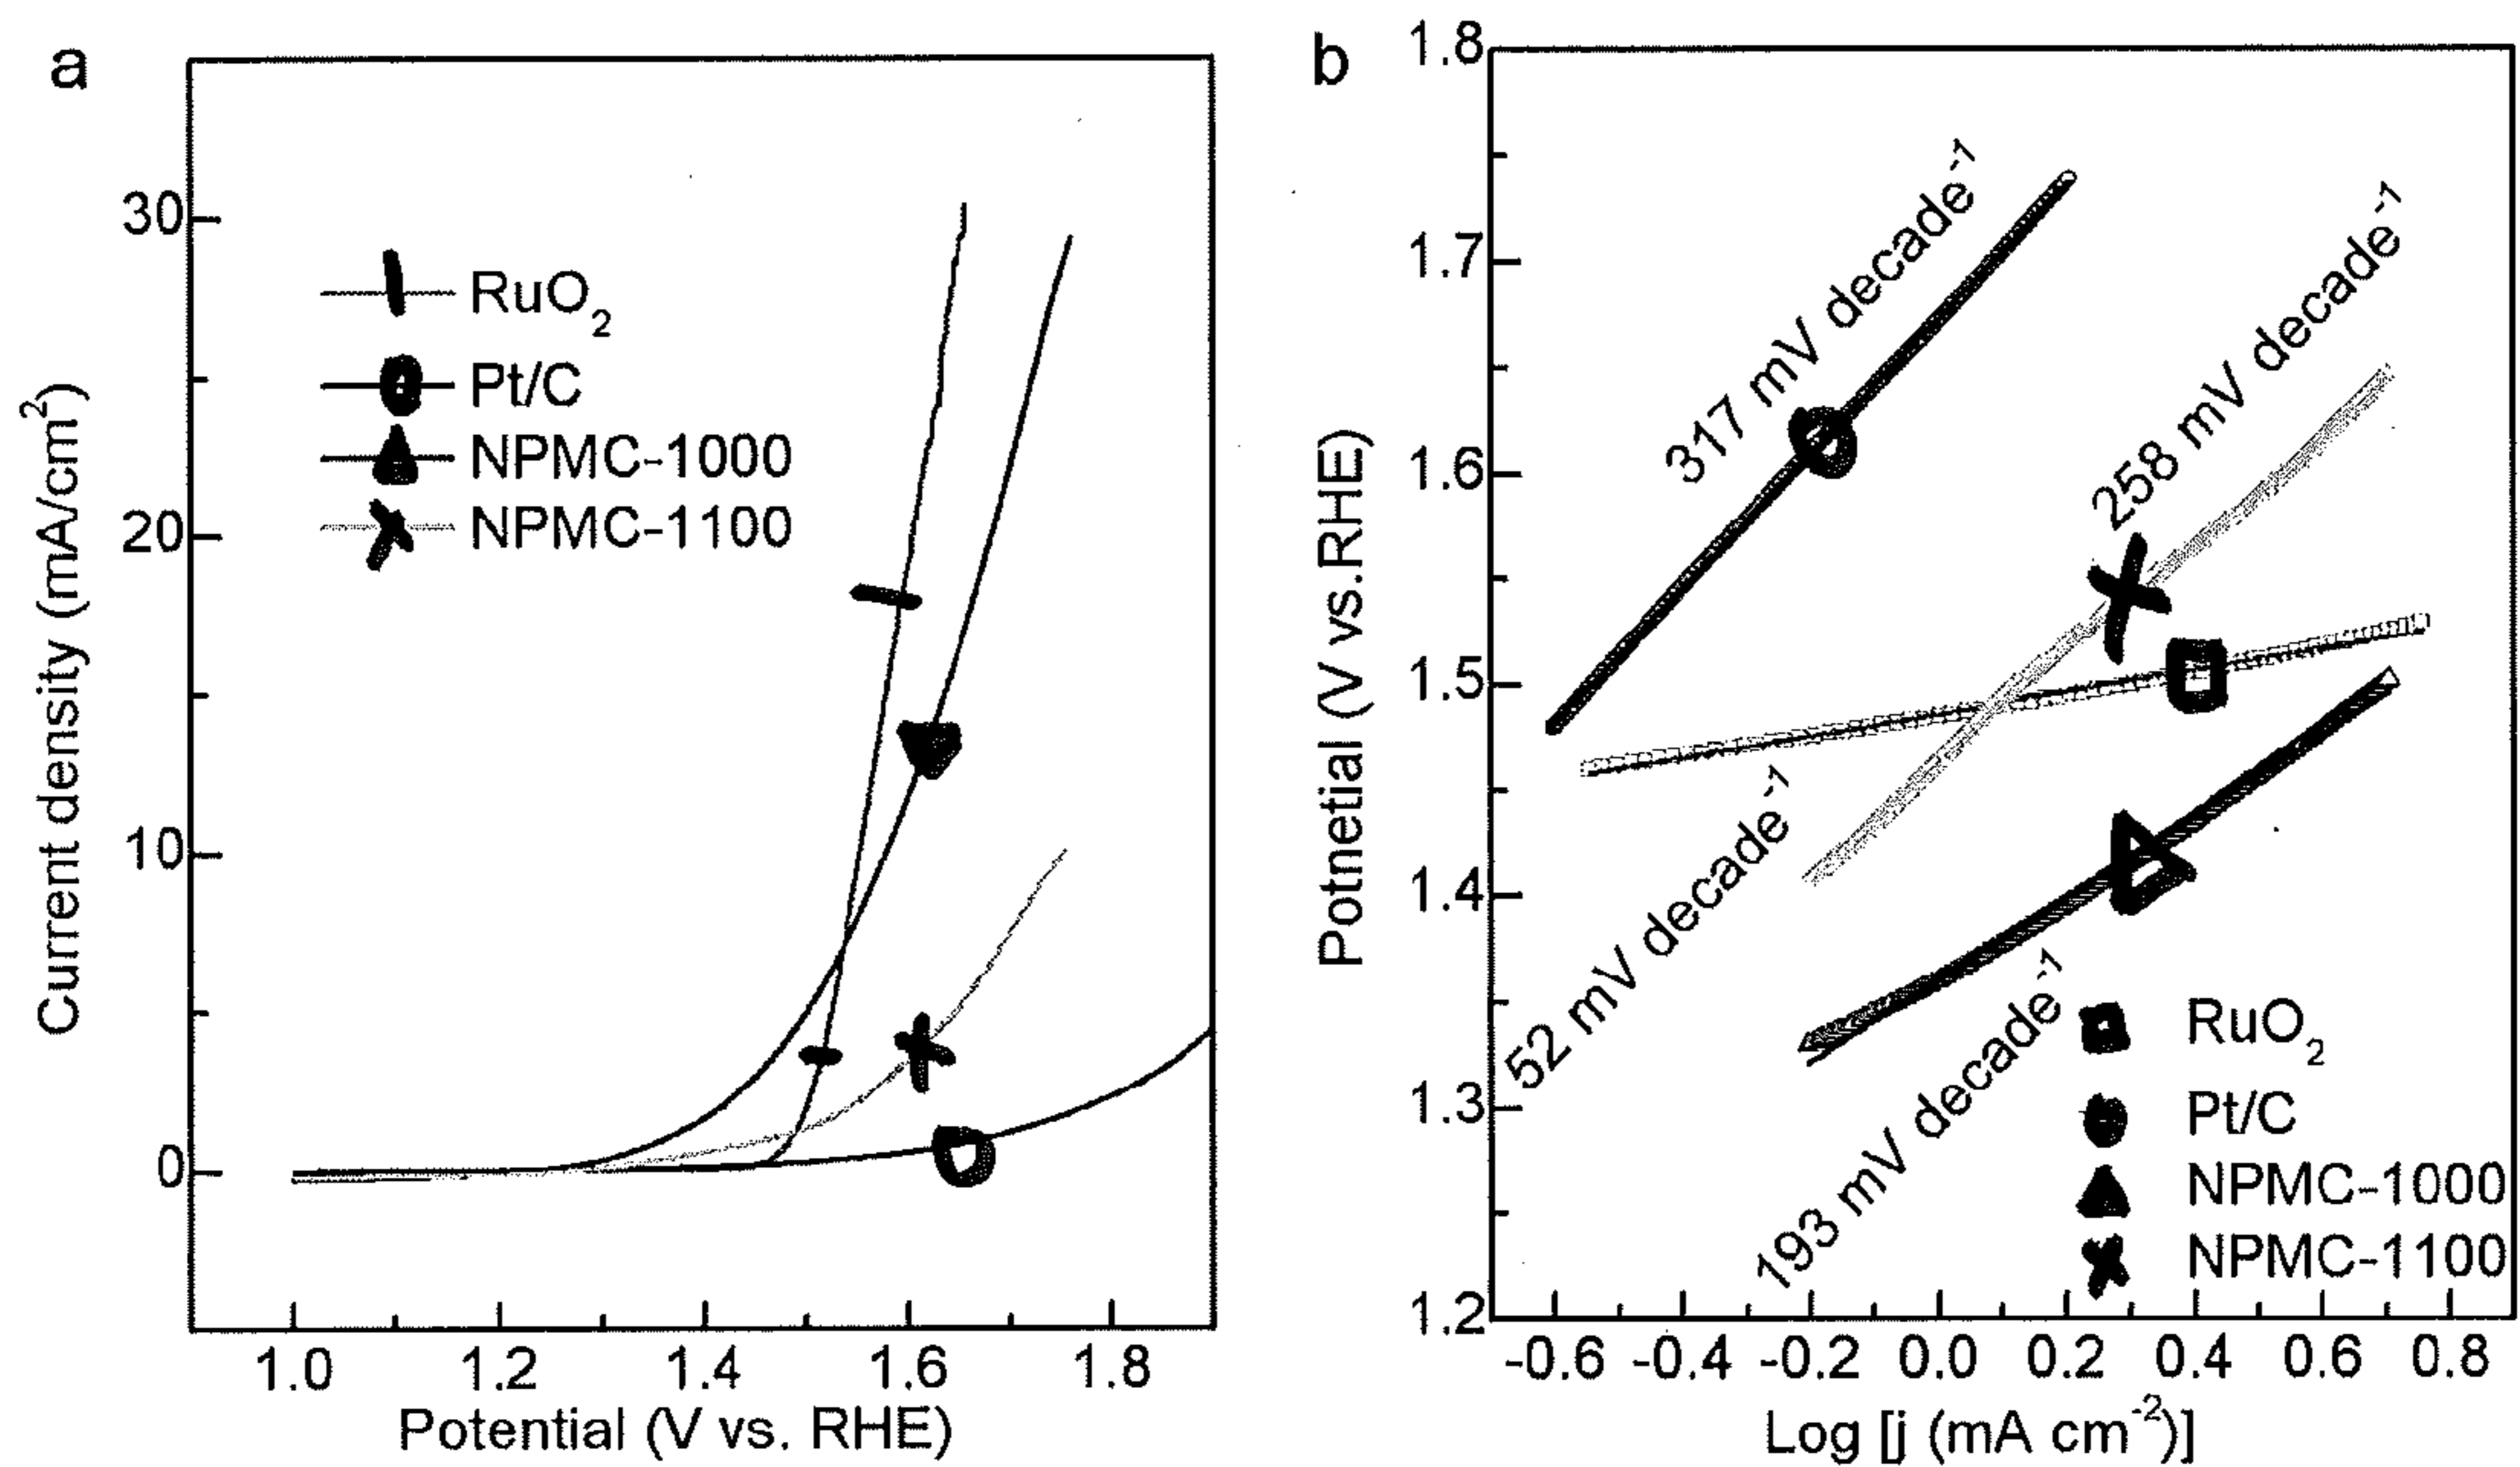 a
Current density (mA/cm²)
30
20
10
0
RuO₂
Pt/C
NPMC-1000
NPMC-1100
1.0 1.2 1.4 1.6 1.8
Potential (V vs. RHE)
b
Potnetial (V vs.RHE)
1.8
1.7
1.6
1.5
1.4
1.3
1.2
317 mV decade⁻¹
258 mV decade⁻¹
52 mV decade⁻¹
193 mV decade⁻¹
RuO₂
Pt/C
NPMC-1000
NPMC-1100
-0.6 -0.4 -0.2 0.0 0.2 0.4 0.6 0.8
Log [j (mA cm⁻²)]